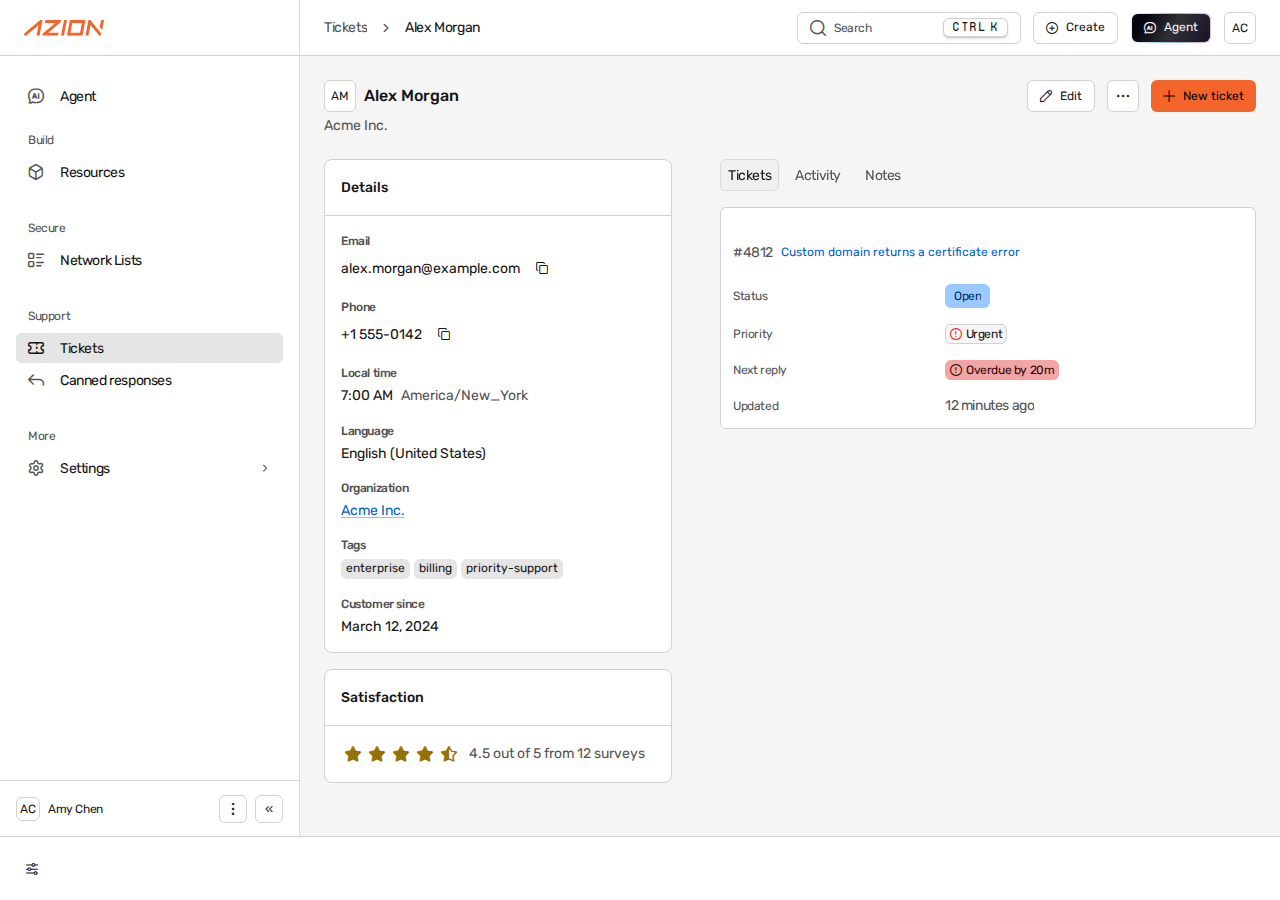 AZION
Tickets > Alex Morgan
Search
CTRL K
Create
AI Agent
AC
AI Agent
Build
Resources
Secure
Network Lists
Support
Tickets
Canned responses
More
Settings
AC Amy Chen
AM Alex Morgan
Acme Inc.
Edit
New ticket
Details
Email
alex.morgan@example.com
Phone
+1 555-0142
Local time
7:00 AM America/New_York
Language
English (United States)
Organization
Acme Inc.
Tags
enterprise billing priority-support
Customer since
March 12, 2024
Satisfaction
4.5 out of 5 from 12 surveys
Tickets Activity Notes
#4812 Custom domain returns a certificate error
Status Open
Priority Urgent
Next reply Overdue by 20m
Updated 12 minutes ago